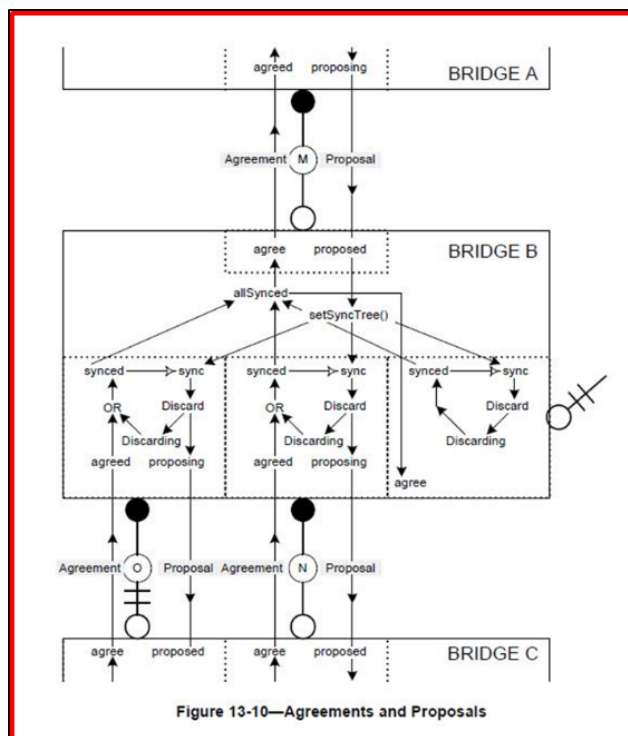 agreed proposing BRIDGE A
Agreement M Proposal
agree proposed BRIDGE B
allSynced
setSyncTree()
synced sync synced sync synced sync
OR Discard OR Discard Discard
Discarding Discarding Discarding
agreed proposing agreed proposing
agree
Agreement O Proposal Agreement N Proposal
agree proposed agree proposed BRIDGE C
Figure 13-10—Agreements and Proposals